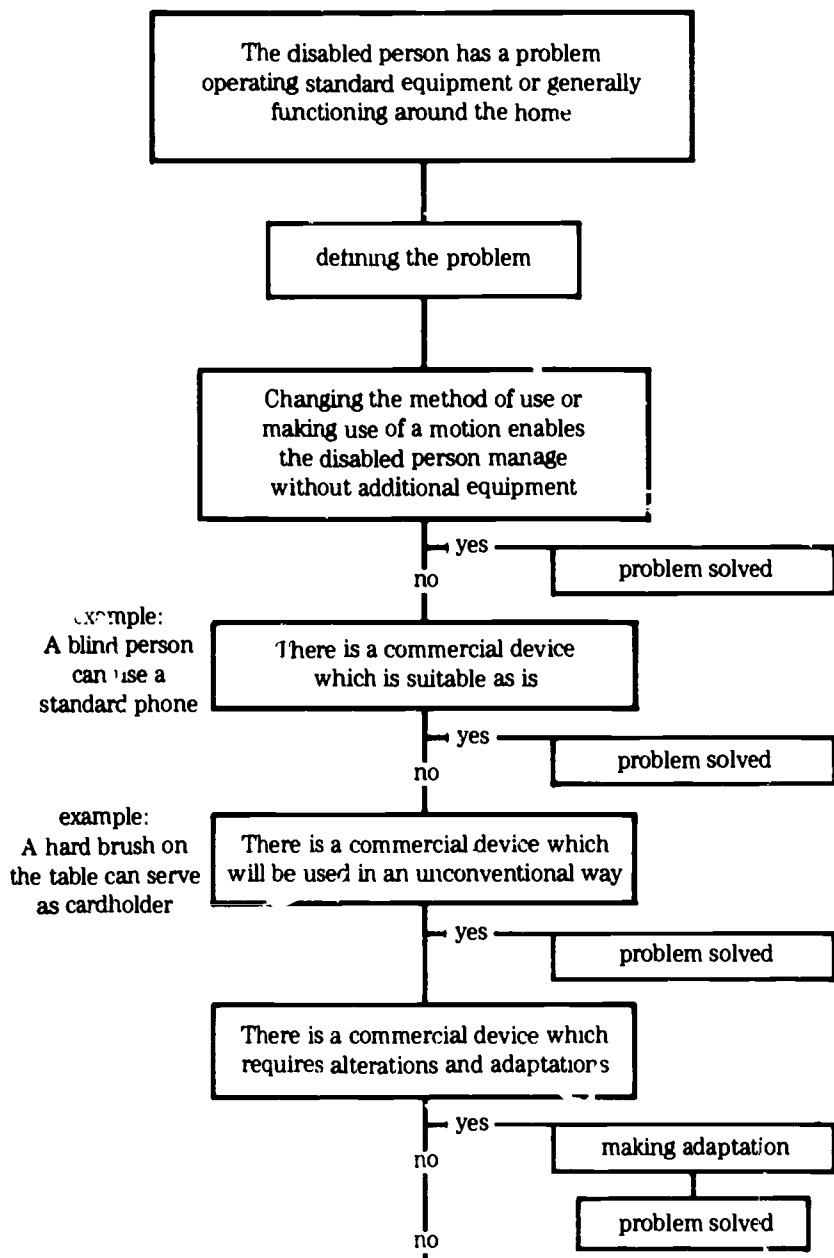 The disabled person has a problem
operating standard equipment or generally
functioning around the home
defining the problem
Changing the method of use or
making use of a motion enables
the disabled person manage
without additional equipment
yes
problem solved
no
example:
A blind person
can use a
standard phone
There is a commercial device
which is suitable as is
yes
problem solved
no
example:
A hard brush on
the table can serve
as cardholder
There is a commercial device which
will be used in an unconventional way
yes
problem solved
There is a commercial device which
requires alterations and adaptations
yes
making adaptation
no
problem solved
no